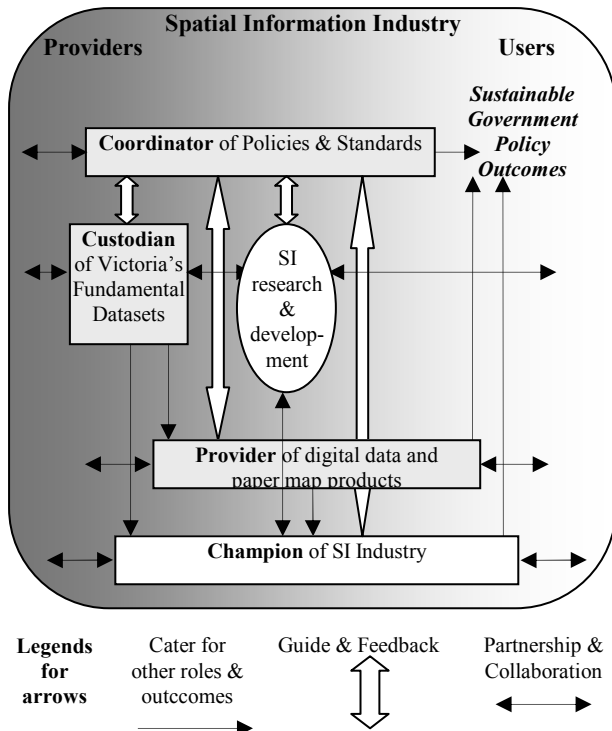 Spatial Information Industry
Providers
Users
Sustainable
Government
Policy
Outcomes
Coordinator of Policies & Standards
Custodian
of Victoria's
Fundamental
Datasets
SI
research
&
develop-
ment
Provider of digital data and
paper map products
Champion of SI Industry
Legends
for
arrows
Cater for
other roles &
outccomes
Guide & Feedback
Partnership &
Collaboration